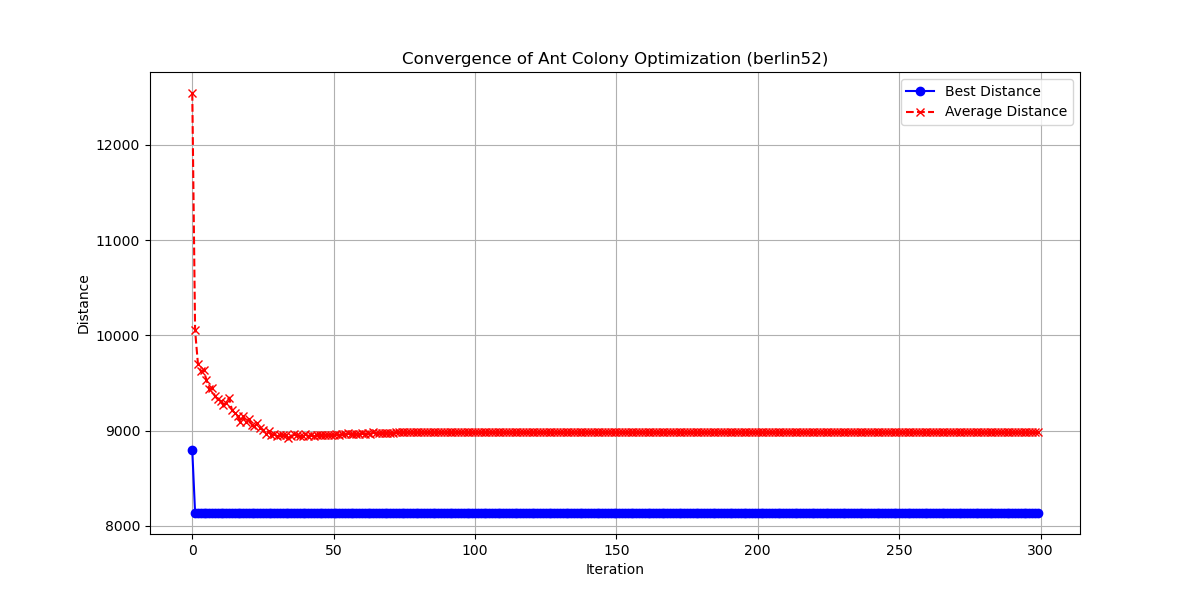 Convergence of Ant Colony Optimization (berlin52)
Best Distance
Average Distance
12000
11000
10000
9000
8000
Distance
0 50 100 150 200 250 300
Iteration